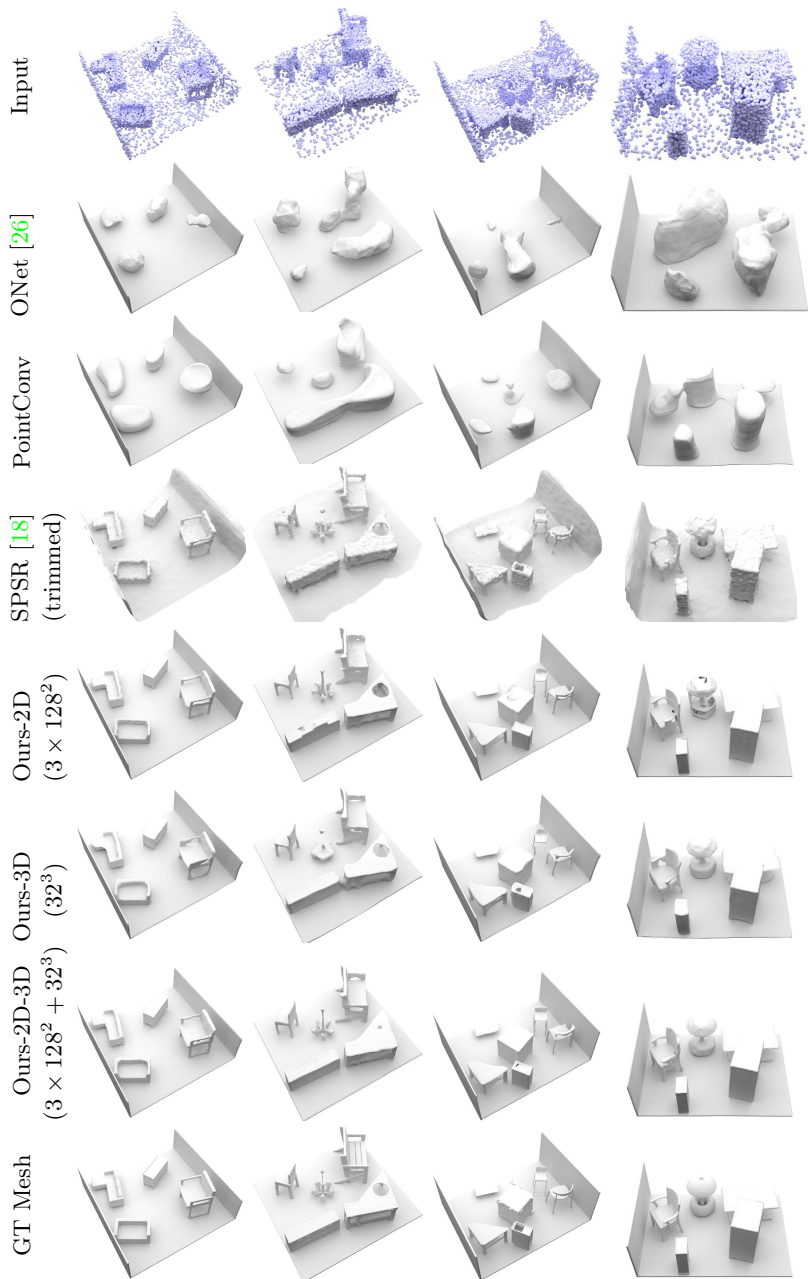 Input
ONet [26]
PointConv
SPSR [18]
(trimmed)
Ours-2D
(3 × 128²)
Ours-3D
(32³)
Ours-2D-3D
(3 × 128² + 32³)
GT Mesh